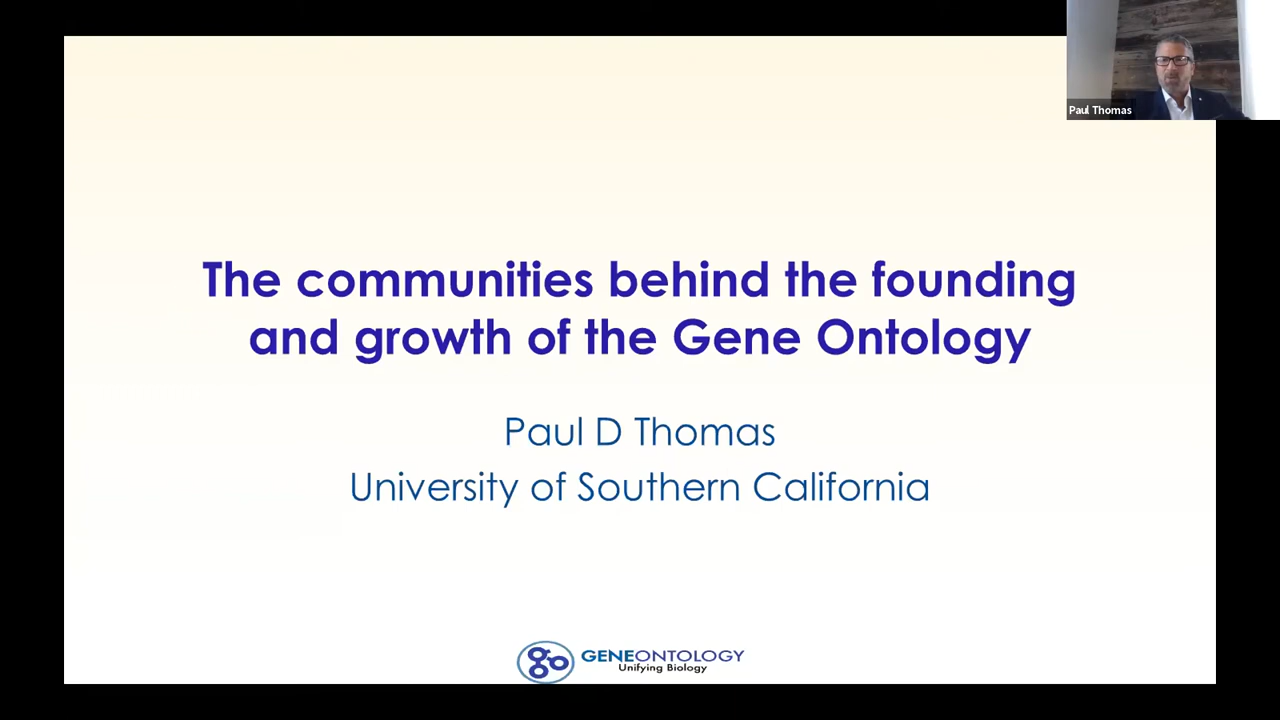 Paul Thomas
The communities behind the founding
and growth of the Gene Ontology
Paul D Thomas
University of Southern California
go GENEONTOLOGY
Unifying Biology